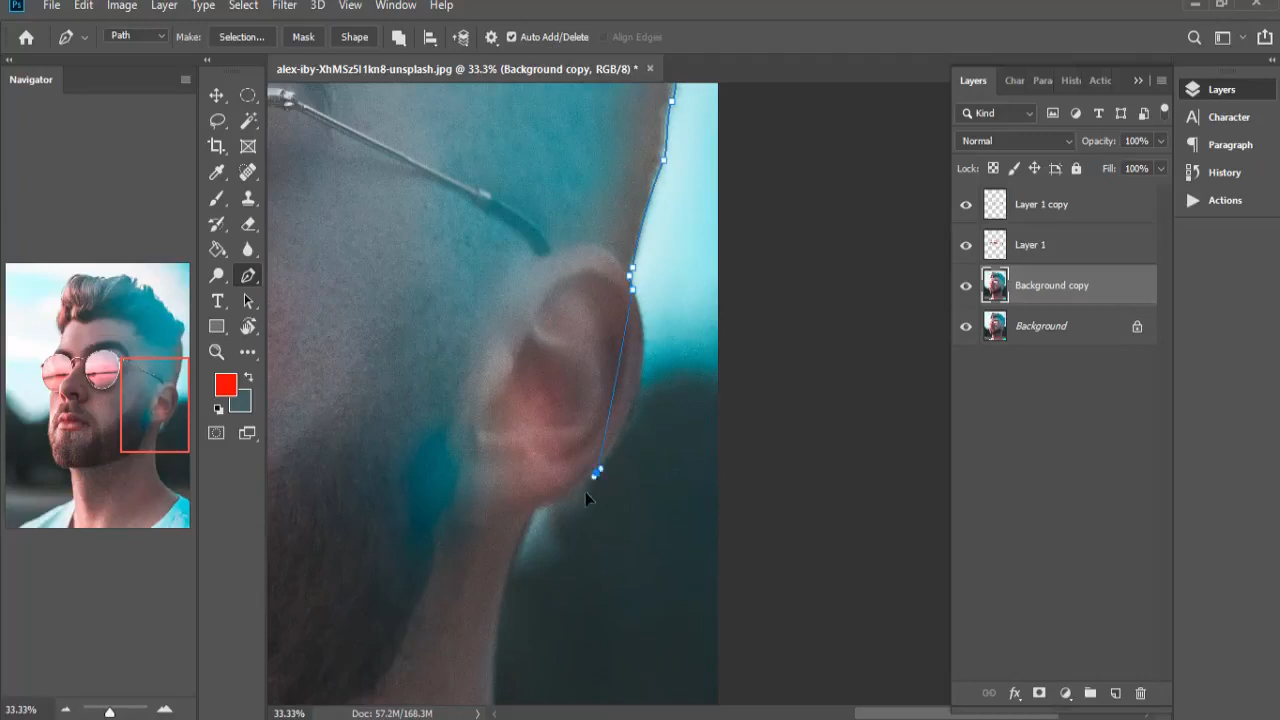 Ps File Edit Image Layer Type Select Filter 3D View Window Help
Path Make: Selection... Mask Shape Auto Add/Delete Align Edges
Navigator
alex-iby-XhMSz5l1kn8-unsplash.jpg @ 33.3% (Background copy, RGB/8) *
Layers Char Para Hist Actic
Kind
Normal Opacity: 100%
Lock: Fill: 100%
Layer 1 copy
Layer 1
Background copy
Background
Layers
Character
Paragraph
History
Actions
33.33%
33.33% Doc: 57.2M/168.3M